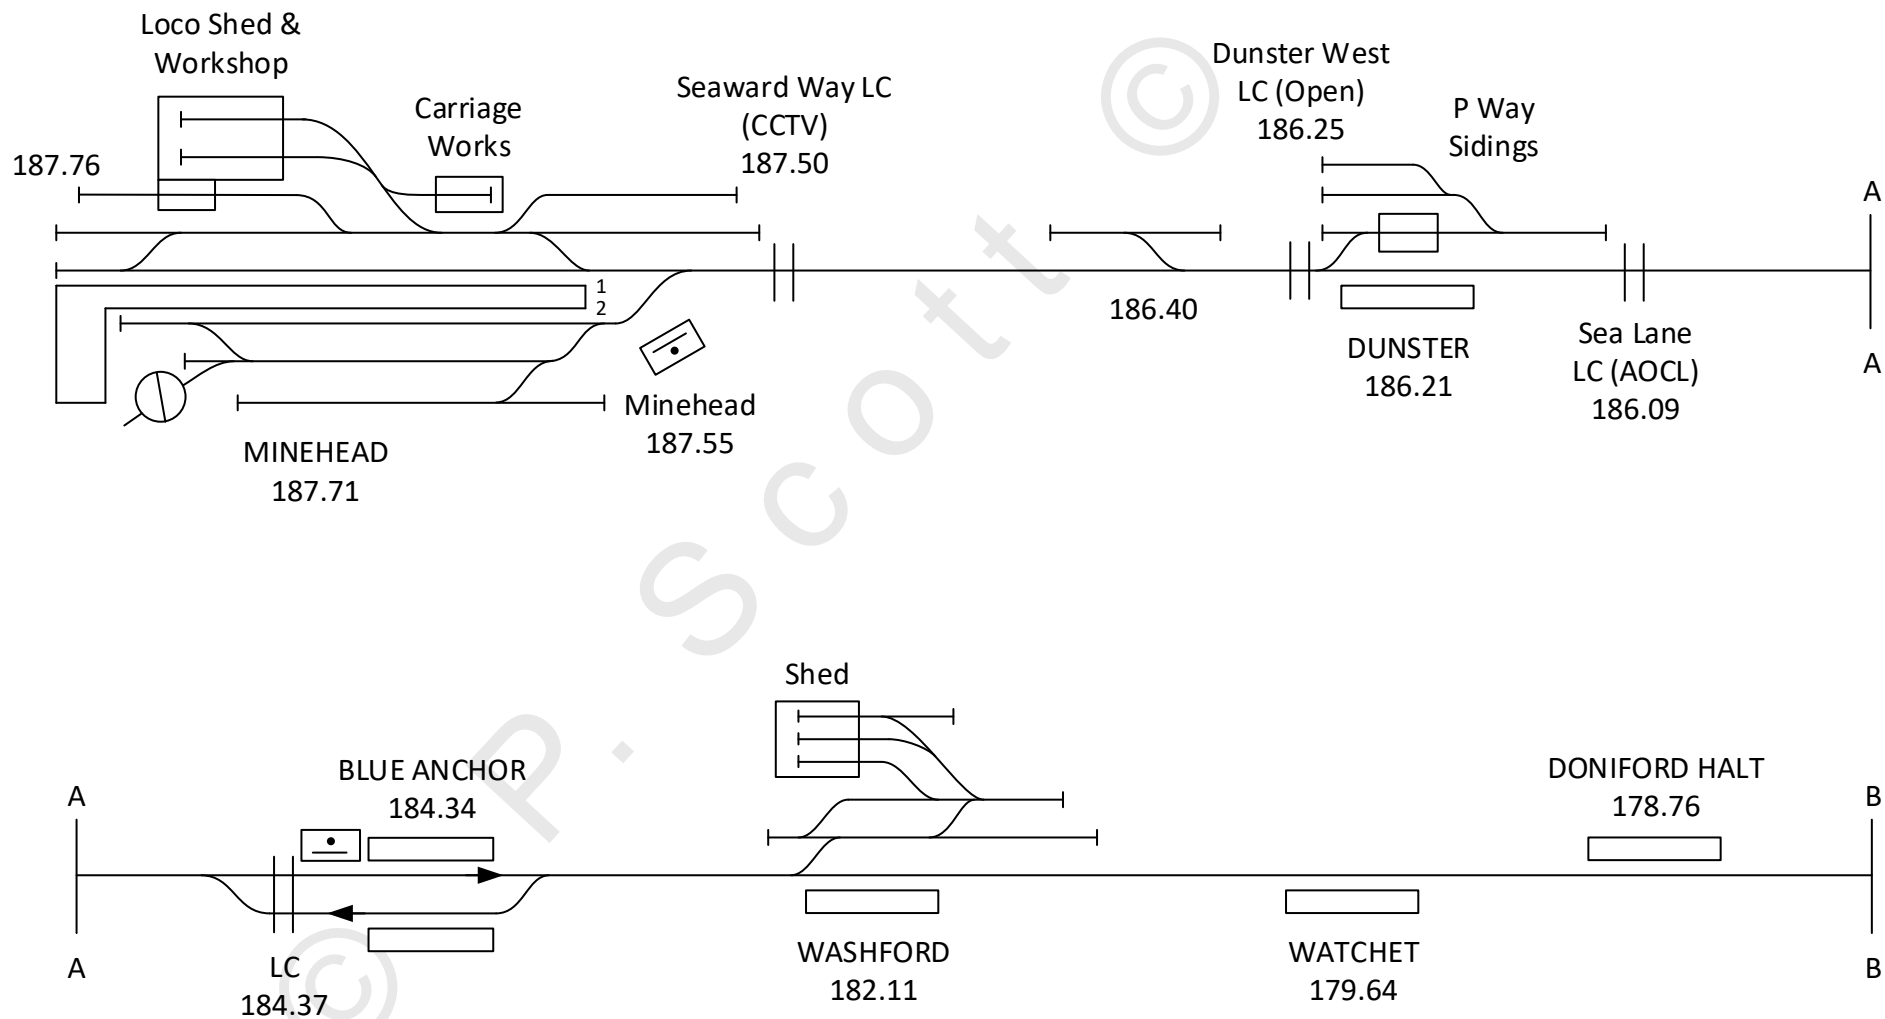 Loco Shed &
Workshop
Carriage
Works
187.76
Seaward Way LC
(CCTV)
187.50
Dunster West
LC (Open)
186.25
P Way
Sidings
A
A
1
2
186.40
DUNSTER
186.21
Sea Lane
LC (AOCL)
186.09
Minehead
187.55
MINEHEAD
187.71
Shed
A
A
BLUE ANCHOR
184.34
LC
184.37
WASHFORD
182.11
WATCHET
179.64
DONIFORD HALT
178.76
B
B
© P. Scott ©